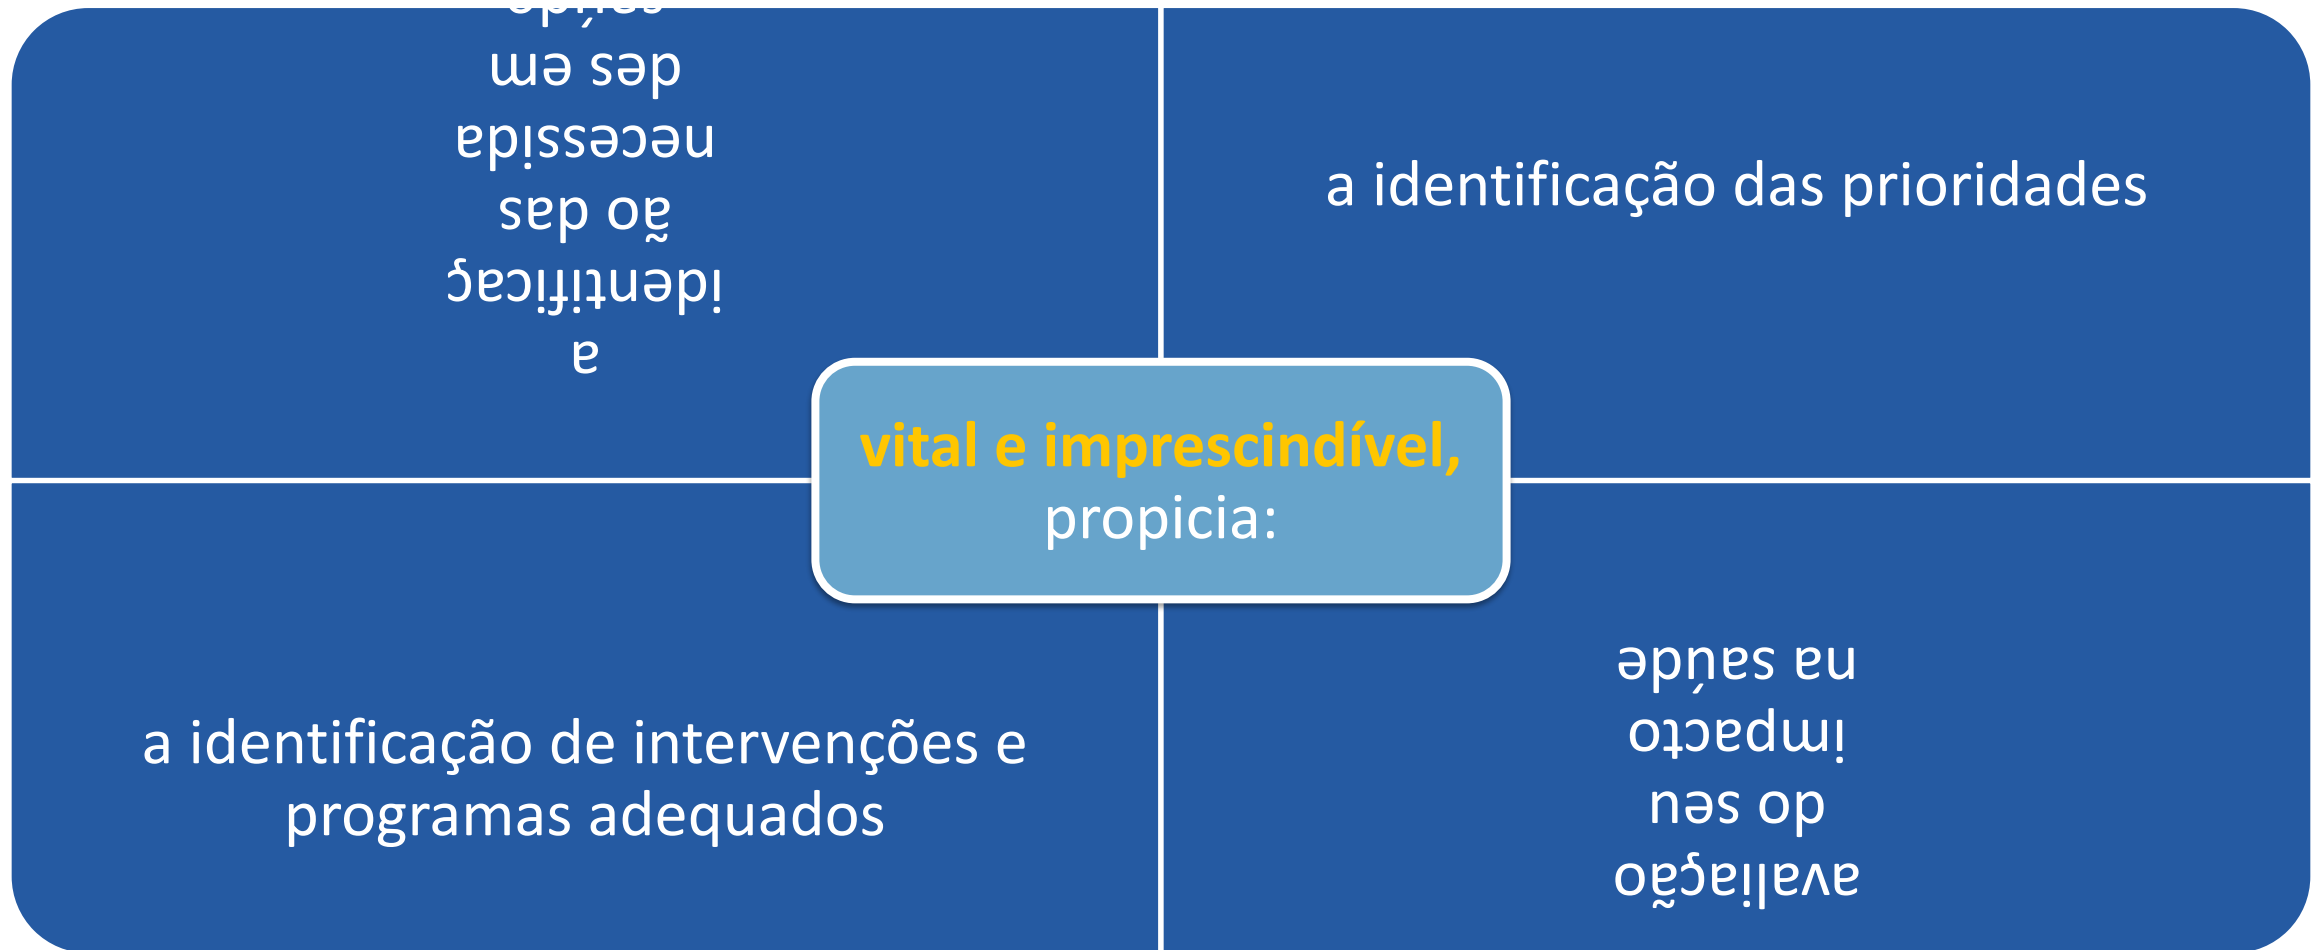 a
identificaç
ão das
necessida
des em
saúde
a identificação das prioridades
vital e imprescindível,
propicia:
a identificação de intervenções e
programas adequados
avaliação
do seu
impacto
na saúde